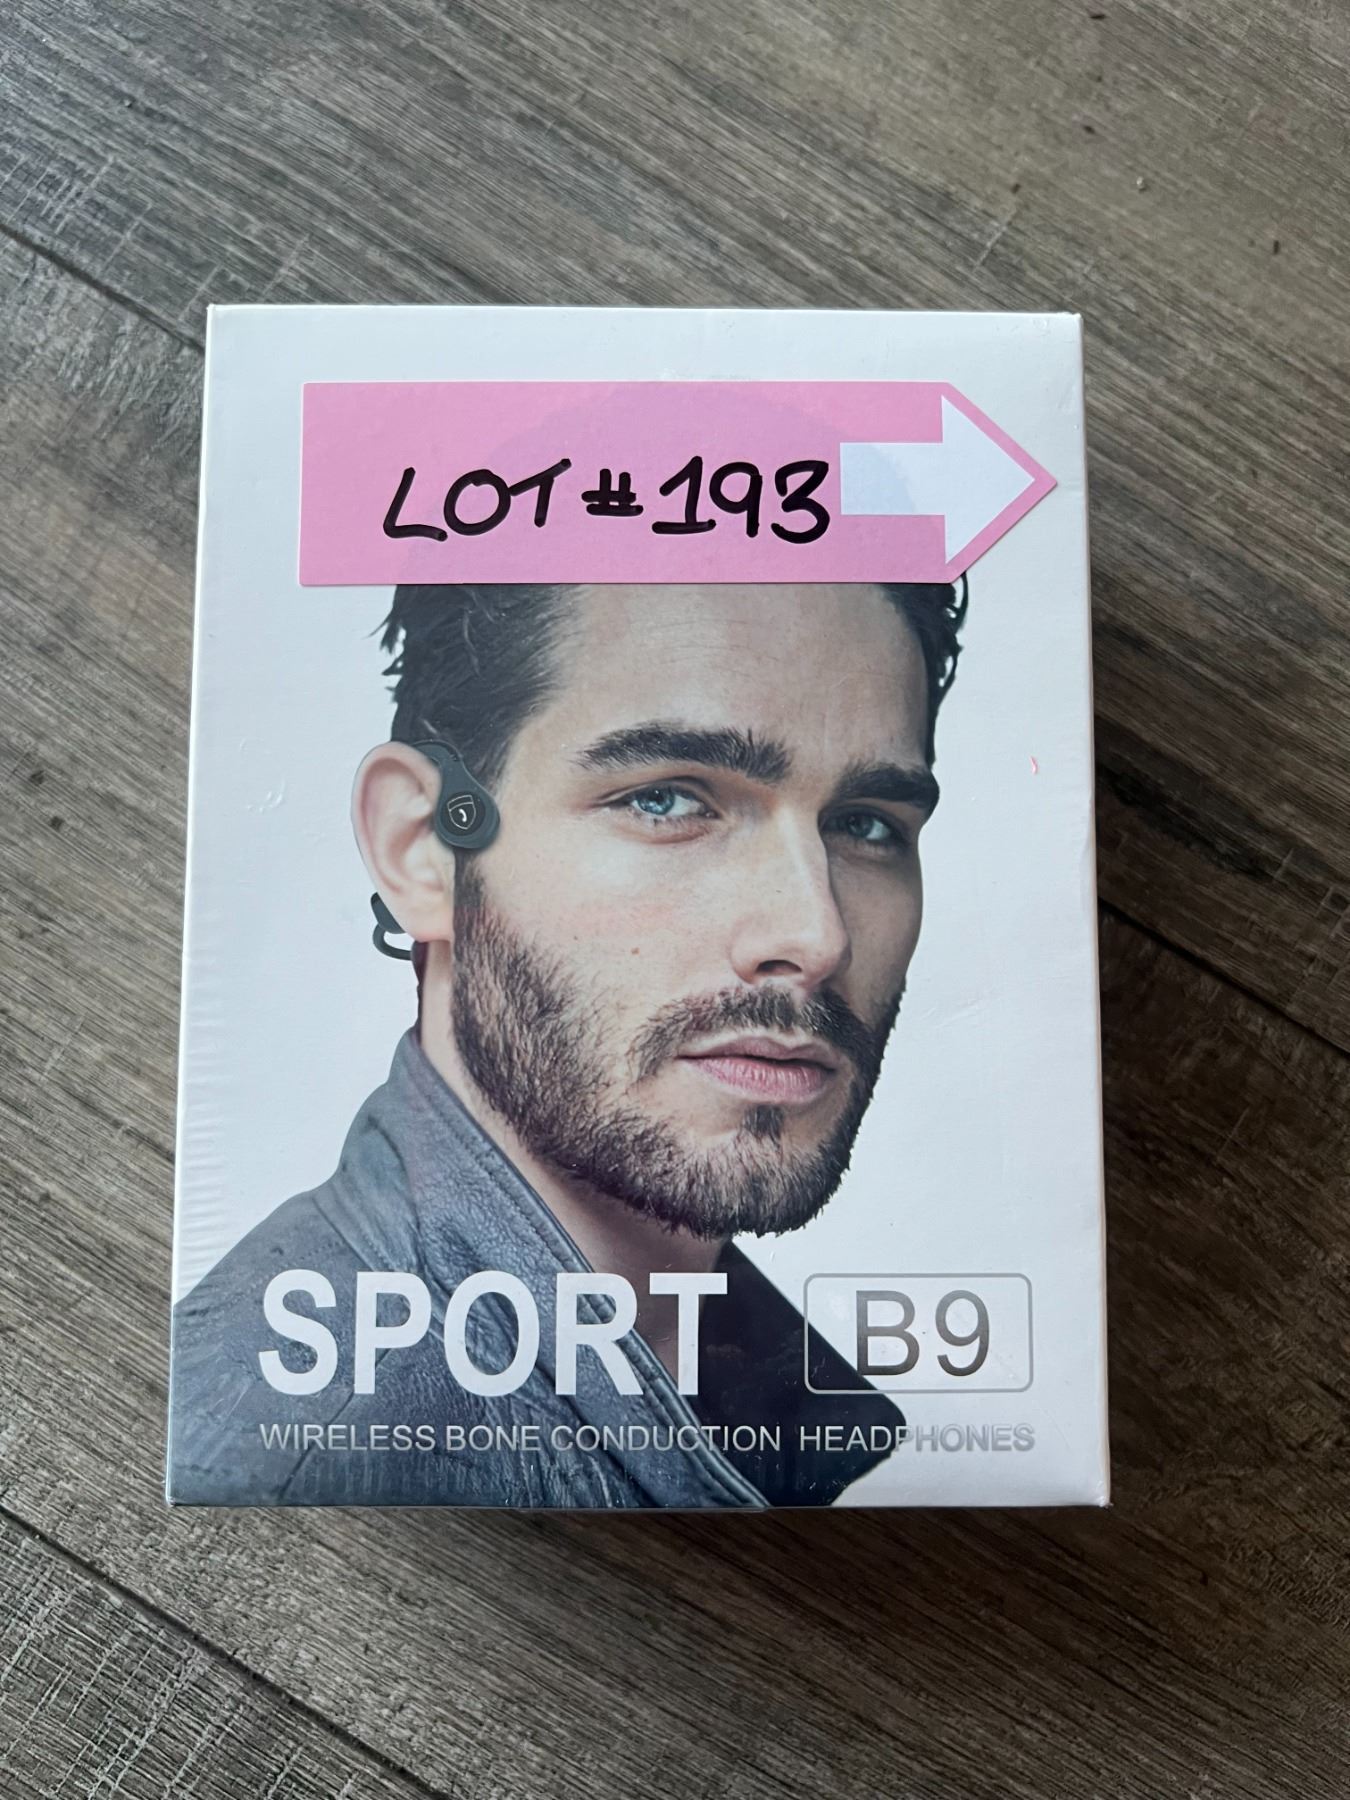 LOT #193
SPORT B9
WIRELESS BONE CONDUCTION HEADPHONES